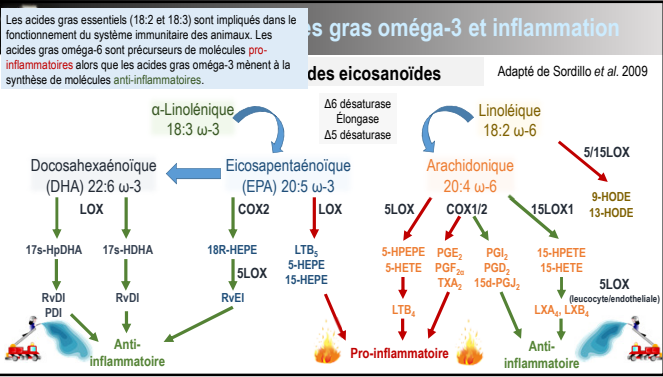 Les acides gras essentiels (18:2 et 18:3) sont impliqués dans le
fonctionnement du système immunitaire des animaux. Les
acides gras oméga-6 sont précurseurs de molécules pro-
inflammatoires alors que les acides gras oméga-3 mènent à la
synthèse de molécules anti-inflammatoires.
s gras oméga-3 et inflammation
des eicosanoïdes
Adapté de Sordillo et al. 2009
α-Linolénique
18:3 ω-3
Δ6 désaturase
Élongase
Δ5 désaturase
Linoléique
18:2 ω-6
Docosahexaénoïque
(DHA) 22:6 ω-3
Eicosapentaénoïque
(EPA) 20:5 ω-3
Arachidonique
20:4 ω-6
5/15LOX
9-HODE
13-HODE
LOX
COX2
LOX
5LOX
COX1/2
15LOX1
17s-HpDHA
17s-HDHA
18R-HEPE
LTB₅
5-HEPE
15-HEPE
5-HPEPE
5-HETE
PGE₂
PGF₂α
TXA₂
PGI₂
PGD₂
15d-PGJ₂
15-HPETE
15-HETE
5LOX
5LOX
(leucocyte/endotheliale)
RvDI
PDI
RvDI
RvEI
LTB₄
LXA₄, LXB₄
Anti-
inflammatoire
Pro-inflammatoire
Anti-
inflammatoire